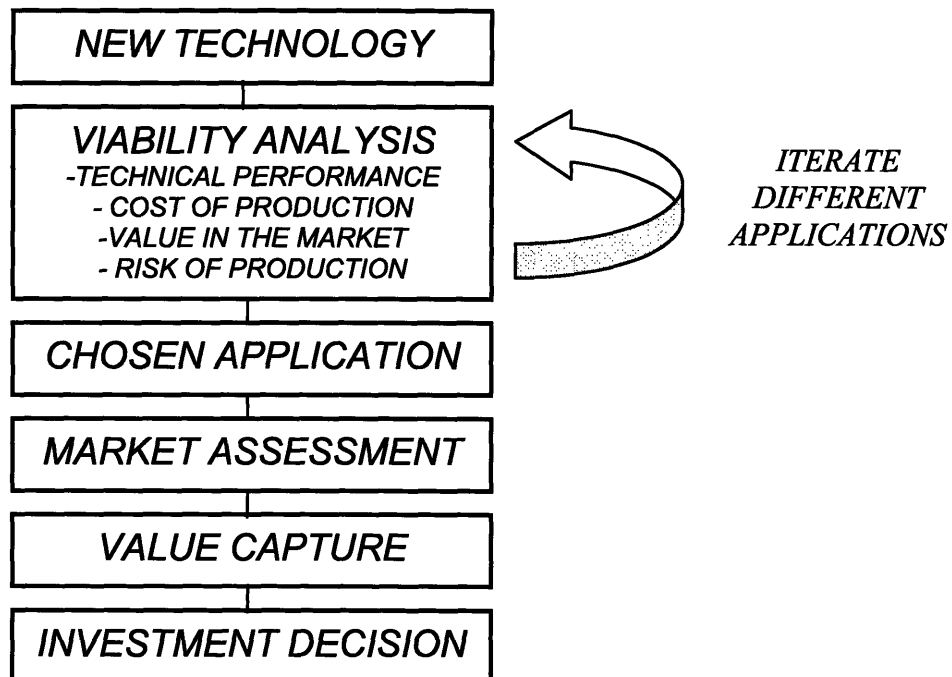 NEW TECHNOLOGY
VIABILITY ANALYSIS
-TECHNICAL PERFORMANCE
- COST OF PRODUCTION
-VALUE IN THE MARKET
- RISK OF PRODUCTION
ITERATE
DIFFERENT
APPLICATIONS
CHOSEN APPLICATION
MARKET ASSESSMENT
VALUE CAPTURE
INVESTMENT DECISION